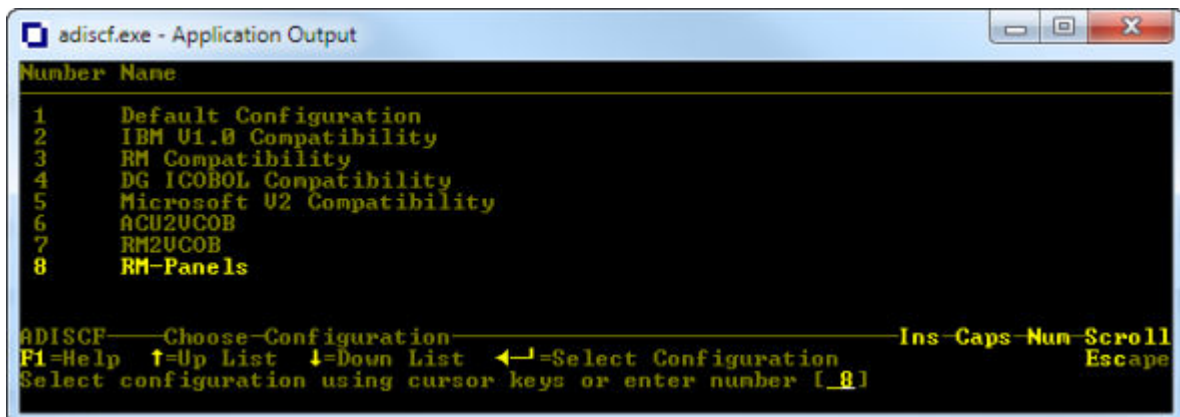 adiscf.exe - Application Output
Number Name
1 Default Configuration
2 IBM V1.0 Compatibility
3 RM Compatibility
4 DG ICOBOL Compatibility
5 Microsoft V2 Compatibility
6 ACU2VCOB
7 RM2VCOB
8 RM-Panels
ADISCF——Choose-Configuration——Ins-Caps-Num-Scroll
F1=Help ↑=Up List ↓=Down List ◄─┘=Select Configuration Escape
Select configuration using cursor keys or enter number [ 8]